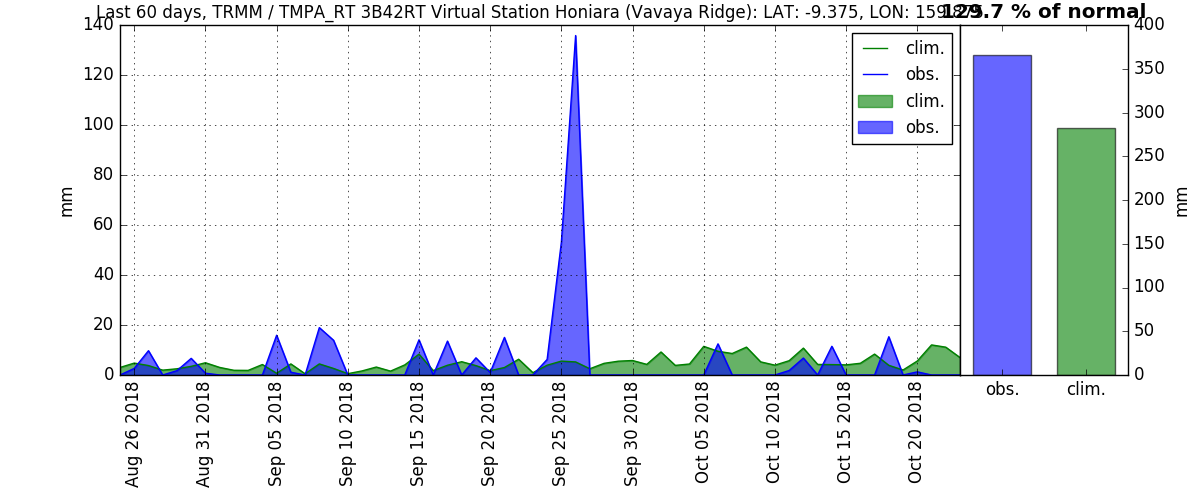 Last 60 days, TRMM / TMPA_RT 3B42RT Virtual Station Honiara (Vavaya Ridge): LAT: -9.375, LON:
129.7 % of normal
140
120
100
80
60
40
20
0
mm
clim.
obs.
clim.
obs.
Aug 26 2018
Aug 31 2018
Sep 05 2018
Sep 10 2018
Sep 15 2018
Sep 20 2018
Sep 25 2018
Sep 30 2018
Oct 05 2018
Oct 10 2018
Oct 15 2018
Oct 20 2018
400
350
300
250
200
150
100
50
0
mm
obs.
clim.